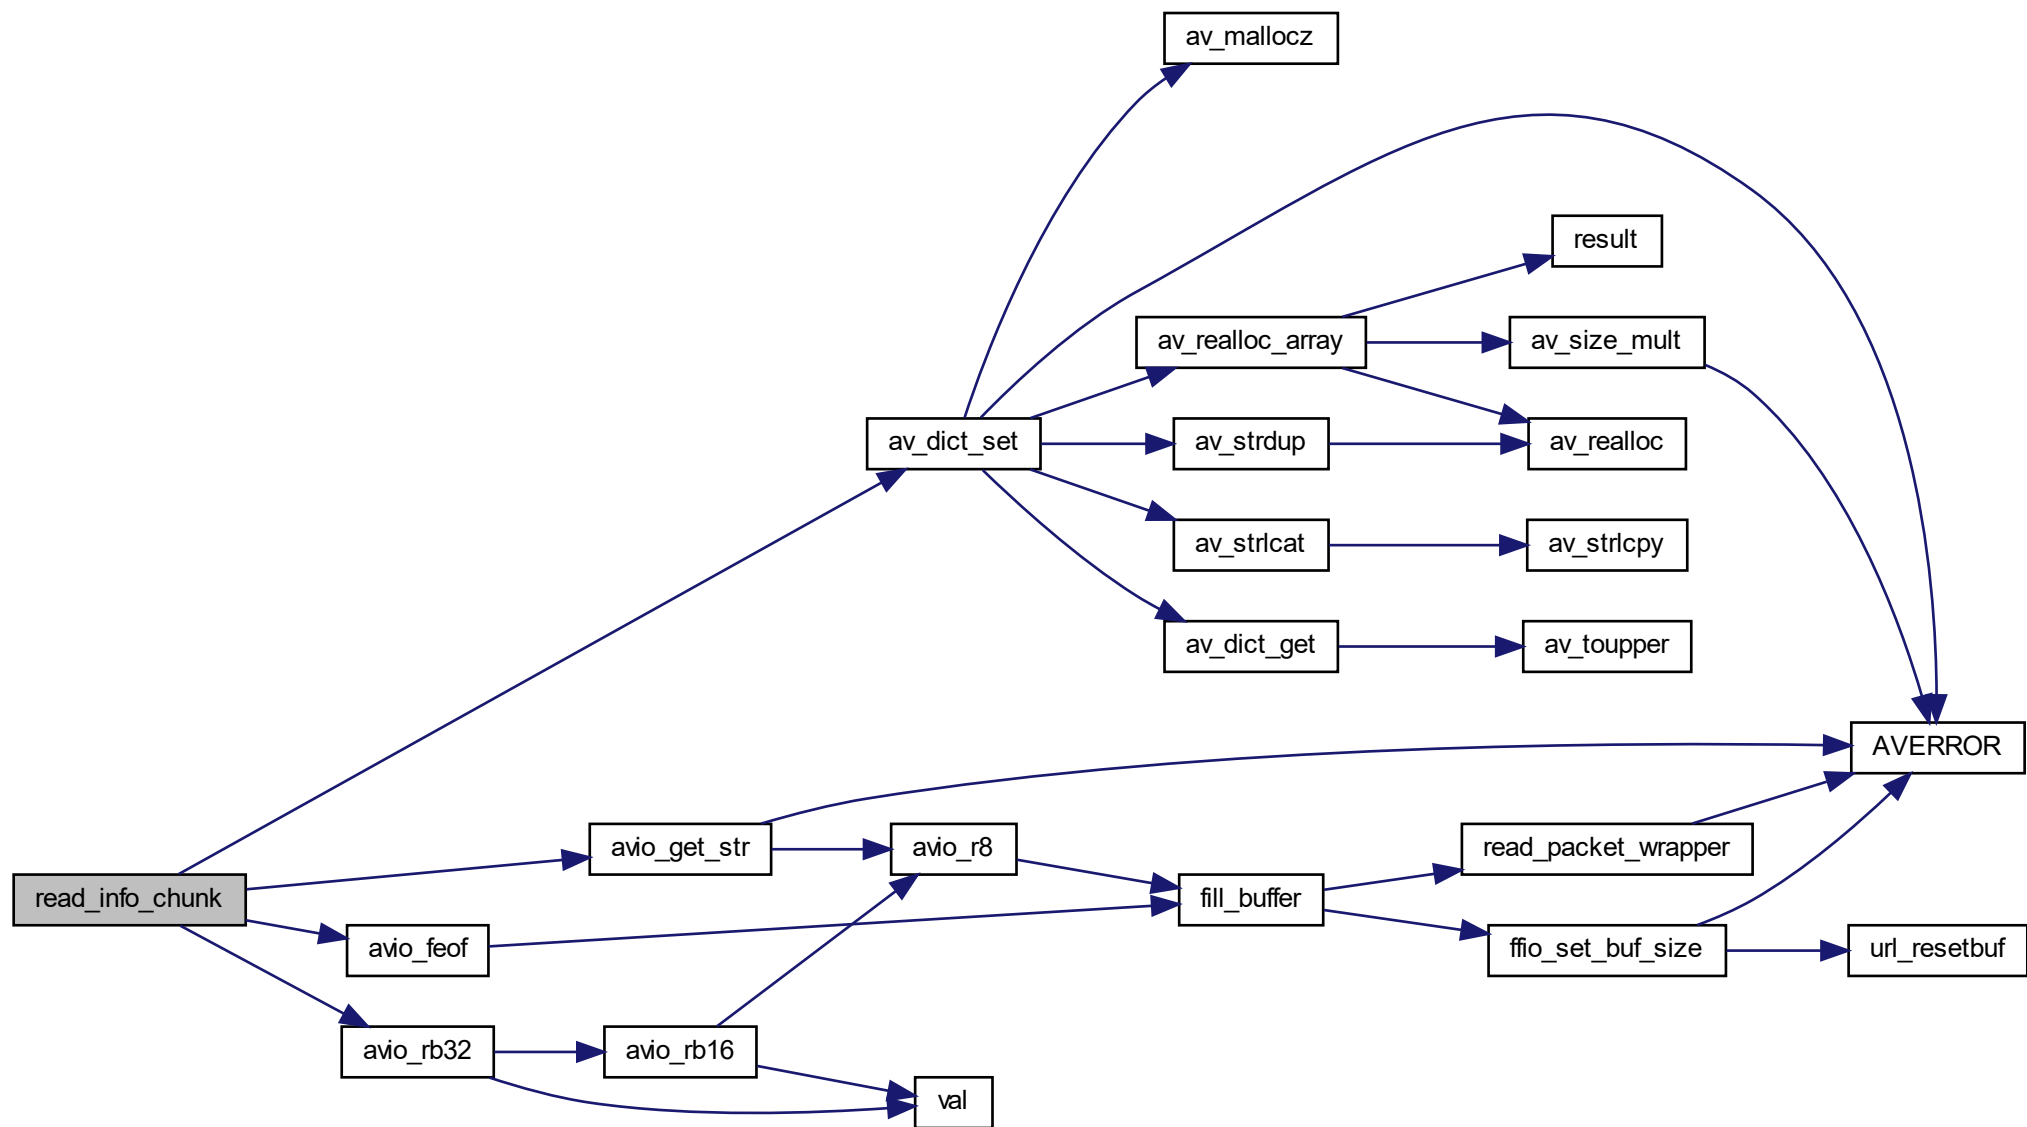 av_mallocz
result
av_realloc_array
av_size_mult
av_dict_set
av_strdup
av_realloc
av_strlcat
av_strlcpy
av_dict_get
av_toupper
AVERROR
avio_get_str
avio_r8
read_packet_wrapper
read_info_chunk
fill_buffer
avio_feof
ffio_set_buf_size
url_resetbuf
avio_rb32
avio_rb16
val